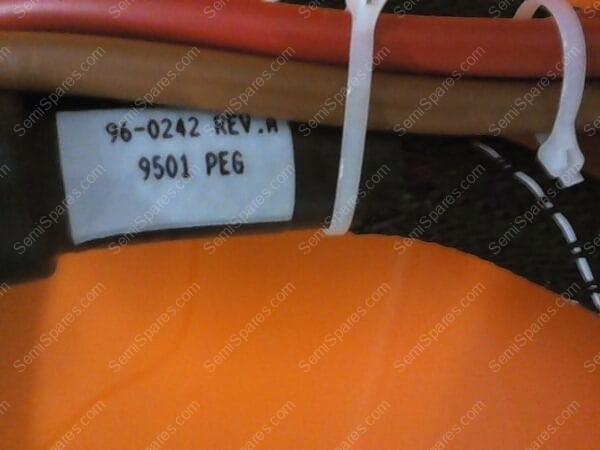 96-0242 REV.A
9501 PEG
SemiSpares.com